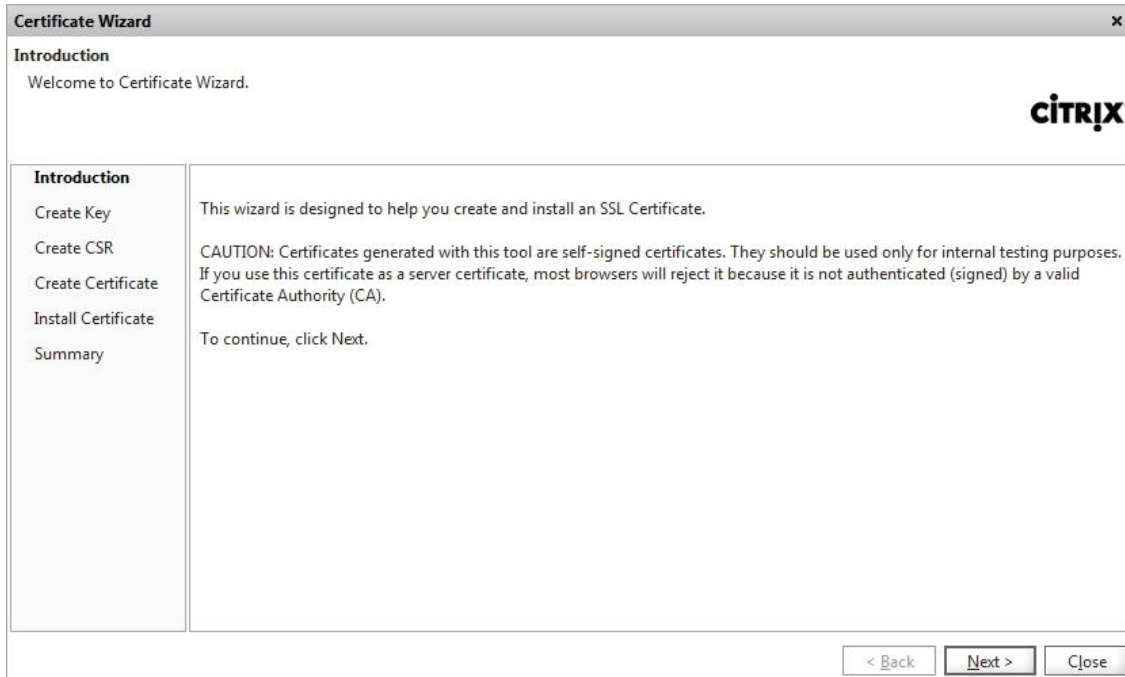 Certificate Wizard
x
Introduction
Welcome to Certificate Wizard.
CİTRIX
Introduction
Create Key
Create CSR
Create Certificate
Install Certificate
Summary
This wizard is designed to help you create and install an SSL Certificate.
CAUTION: Certificates generated with this tool are self-signed certificates. They should be used only for internal testing purposes.
If you use this certificate as a server certificate, most browsers will reject it because it is not authenticated (signed) by a valid
Certificate Authority (CA).
To continue, click Next.
< Back
Next >
Close